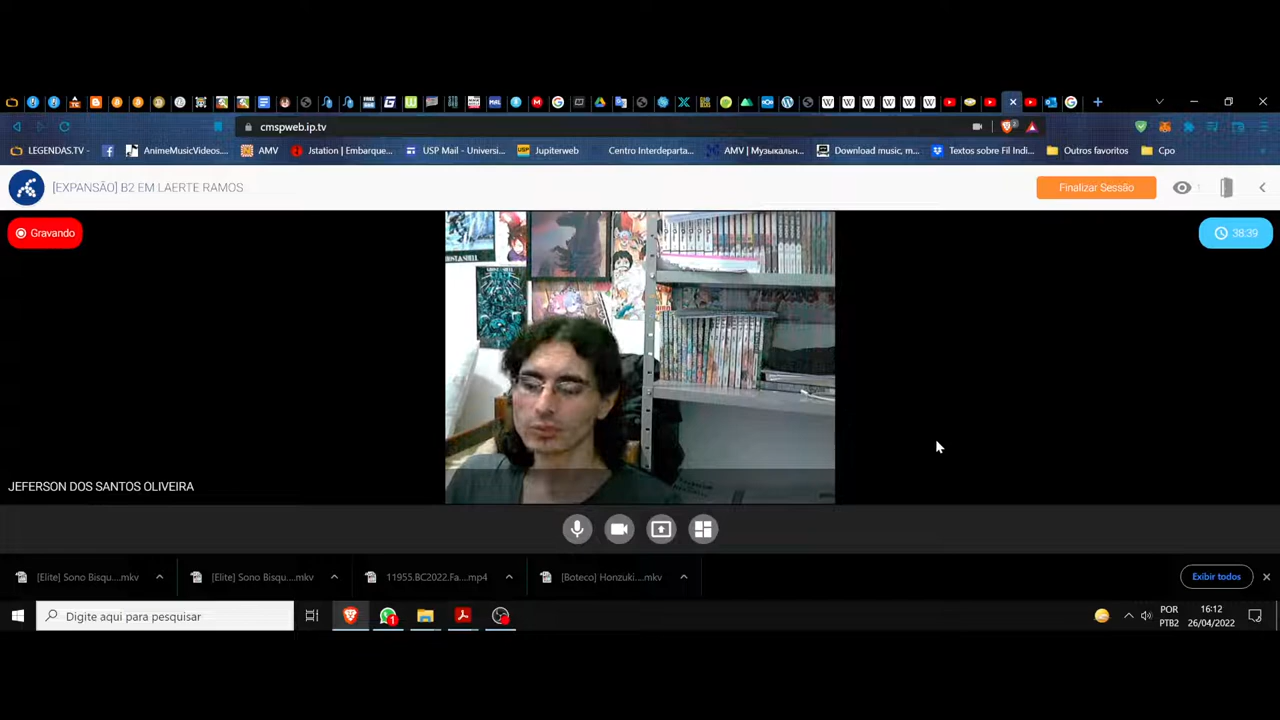 cmspweb.ip.tv
LEGENDAS.TV -
AnimeMusicVideos...
AMV
Jstation | Embarque...
USP Mail - Universi...
Jupiterweb
Centro Interdeparta...
AMV | Музыкальн...
Download music, m...
Textos sobre Fil Indi...
Outros favoritos
Cpo
[EXPANSÃO] B2 EM LAERTE RAMOS
Finalizar Sessão
1
Gravando
38:39
JEFERSON DOS SANTOS OLIVEIRA
[Elite] Sono Bisqu....mkv
[Elite] Sono Bisqu....mkv
11955.BC2022.Fa....mp4
[Boteco] Honzuki....mkv
Exibir todos
Digite aqui para pesquisar
POR
PTB2
16:12
26/04/2022